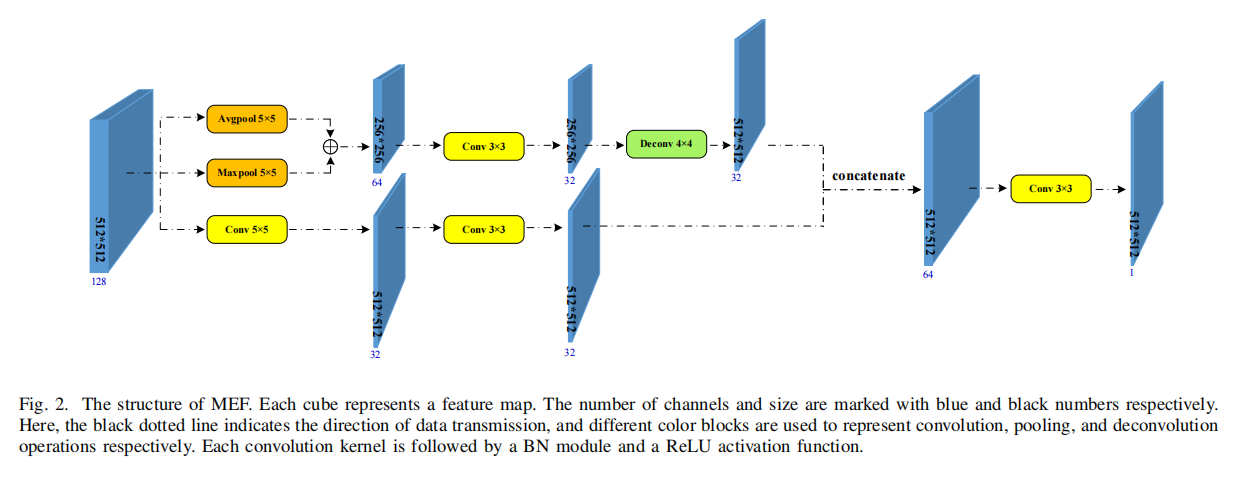 Avgpool 5×5
Maxpool 5×5
Conv 5×5
512*512
128
256*256
64
Conv 3×3
256*256
32
Deconv 4×4
512*512
32
512*512
32
Conv 3×3
512*512
32
concatenate
512*512
64
Conv 3×3
512*512
1
Fig. 2. The structure of MEF. Each cube represents a feature map. The number of channels and size are marked with blue and black numbers respectively.
Here, the black dotted line indicates the direction of data transmission, and different color blocks are used to represent convolution, pooling, and deconvolution
operations respectively. Each convolution kernel is followed by a BN module and a ReLU activation function.